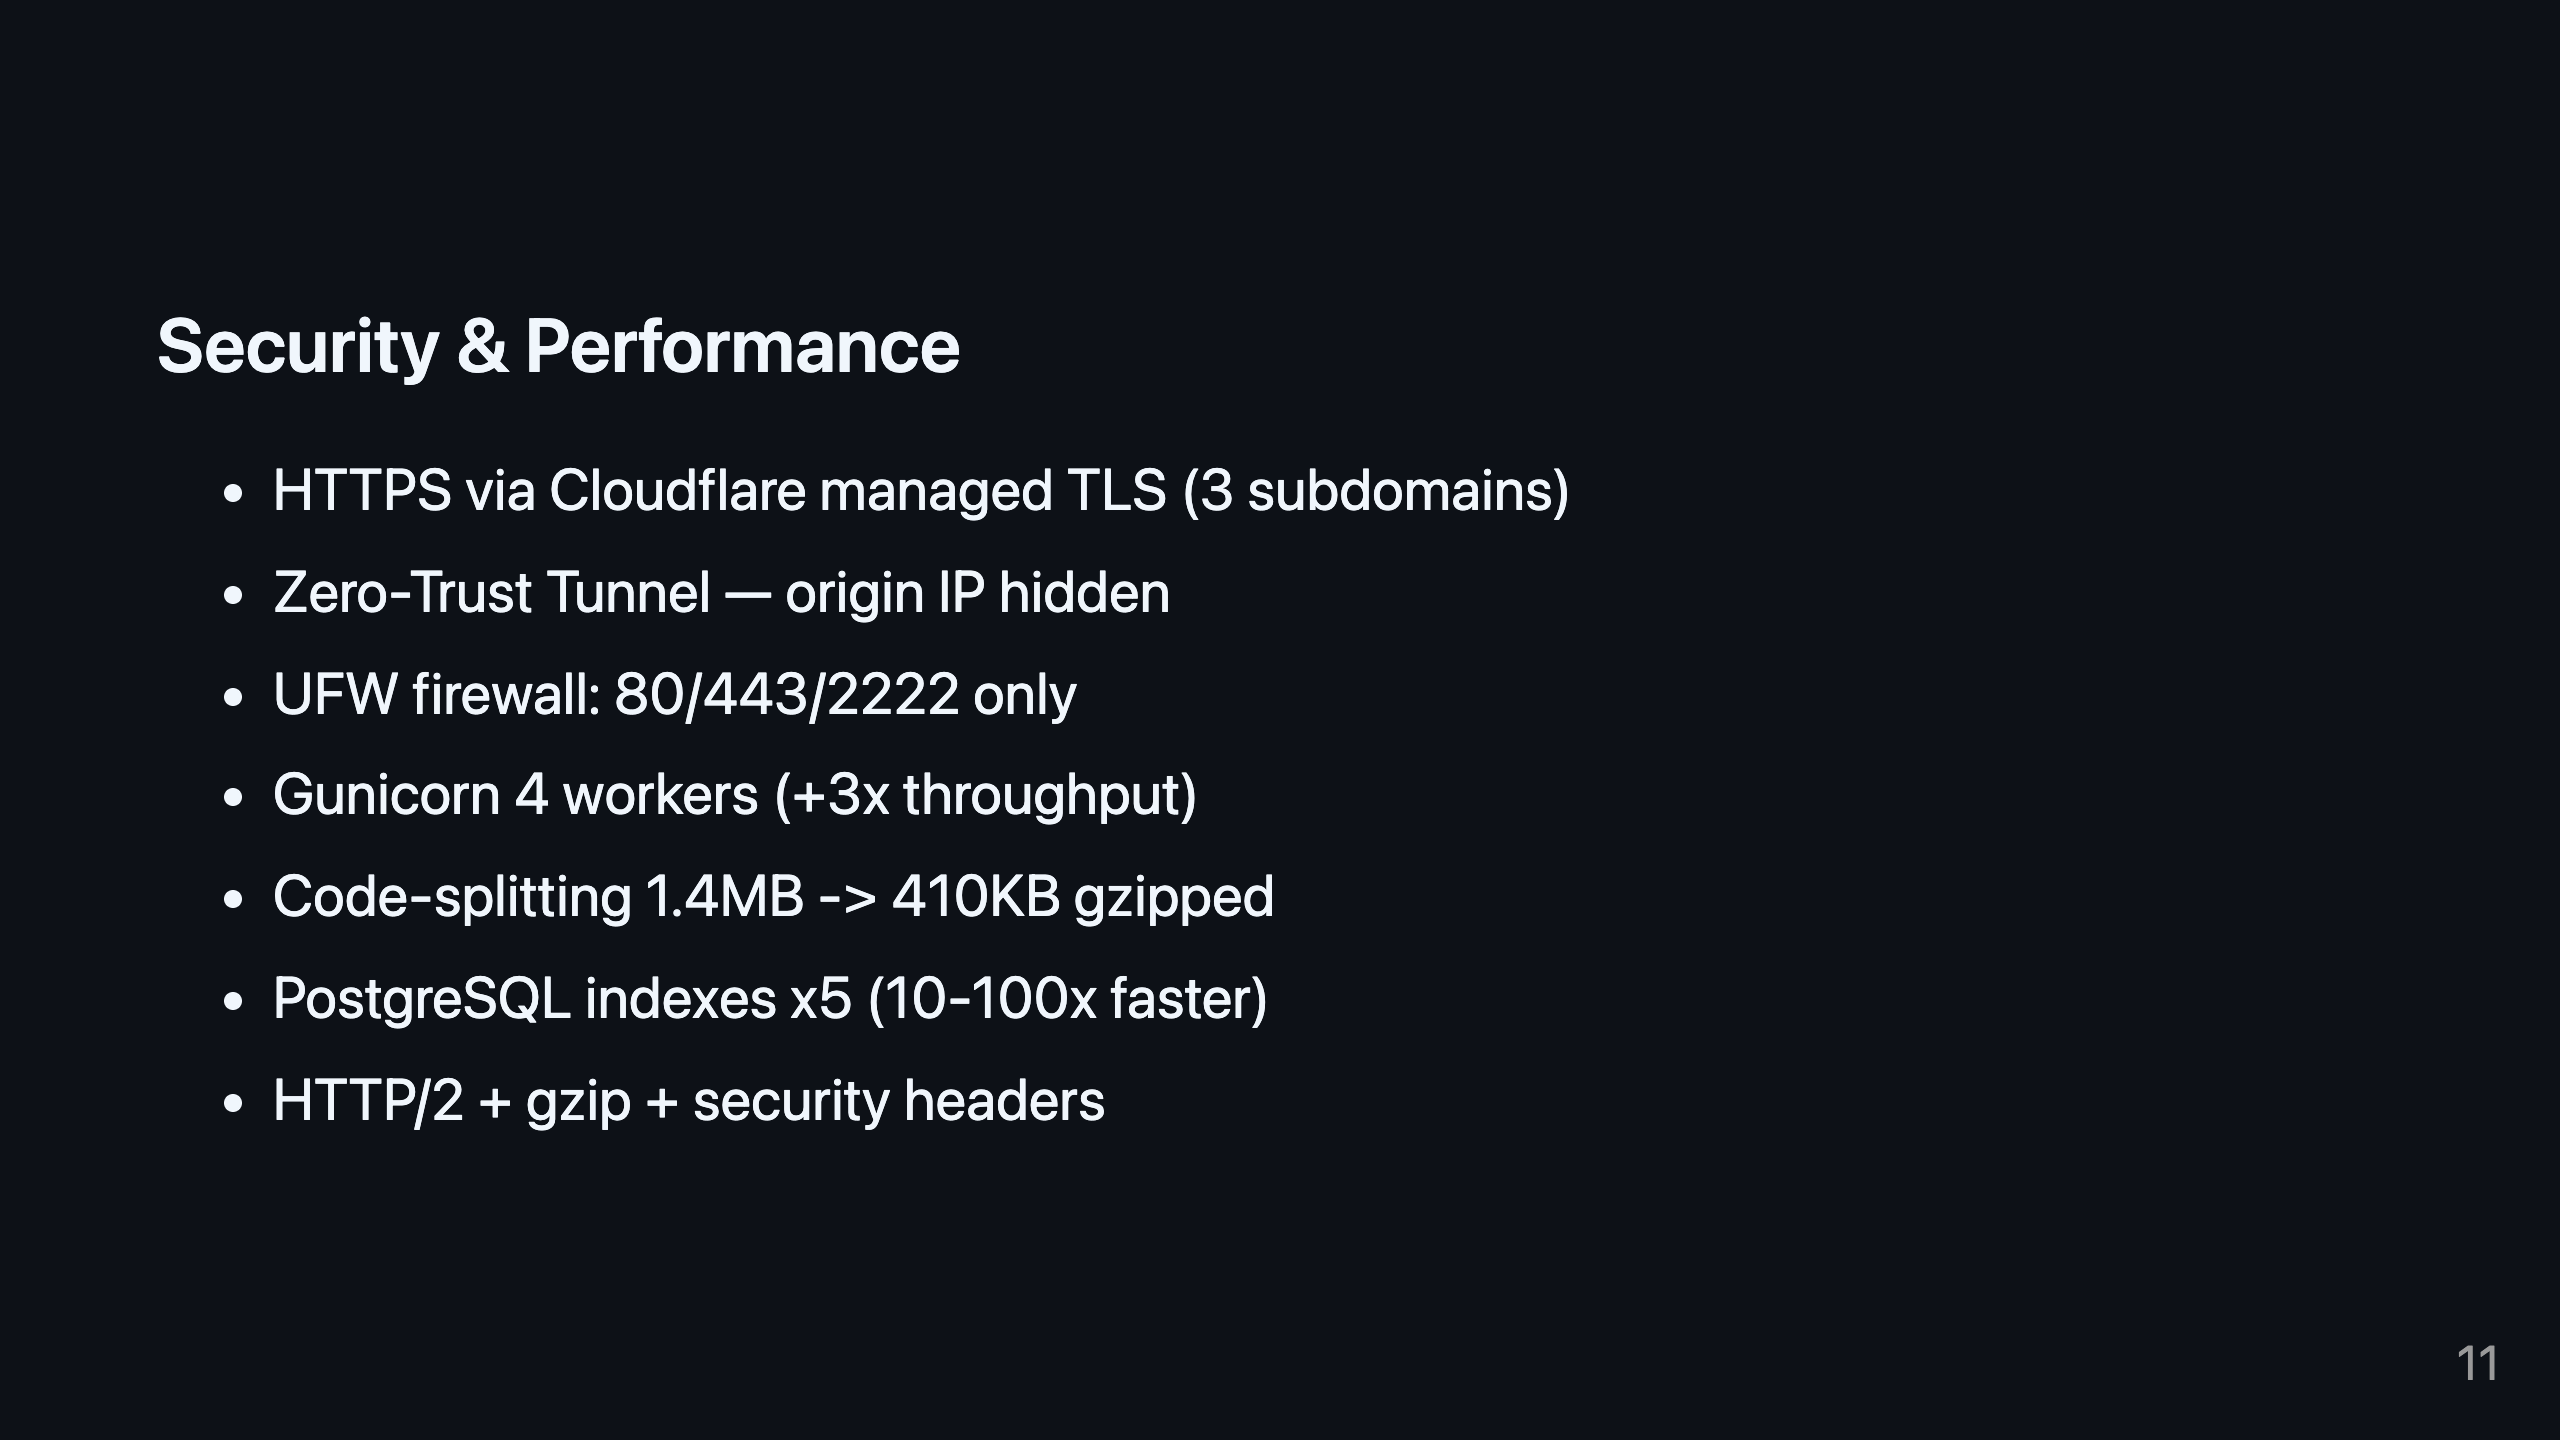 Security & Performance
• HTTPS via Cloudflare managed TLS (3 subdomains)
• Zero-Trust Tunnel — origin IP hidden
• UFW firewall: 80/443/2222 only
• Gunicorn 4 workers (+3x throughput)
• Code-splitting 1.4MB -> 410KB gzipped
• PostgreSQL indexes x5 (10-100x faster)
• HTTP/2 + gzip + security headers
11